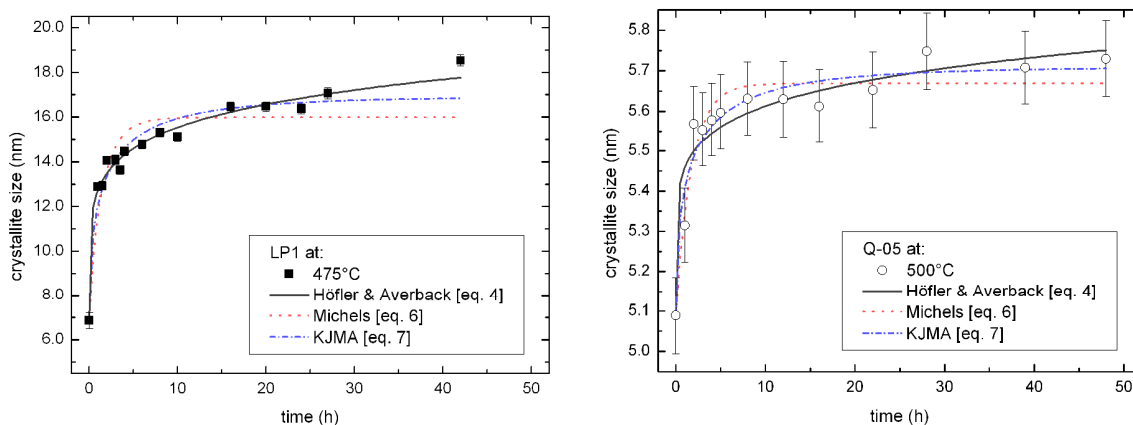 20.0
18.0
16.0
14.0
12.0
10.0
8.0
6.0
crystallite size (nm)
0
10
20
30
40
50
time (h)
LP1 at:
475°C
Höfler & Averback [eq. 4]
Michels [eq. 6]
KJMA [eq. 7]
5.8
5.7
5.6
5.5
5.4
5.3
5.2
5.1
5.0
crystallite size (nm)
0
10
20
30
40
50
time (h)
Q-05 at:
500°C
Höfler & Averback [eq. 4]
Michels [eq. 6]
KJMA [eq. 7]